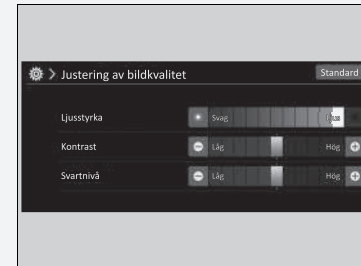 Justering av bildkvalitet
Standard
Ljusstyrka
Svag
Ljus
Kontrast
Låg
Hög
Svartnivå
Låg
Hög